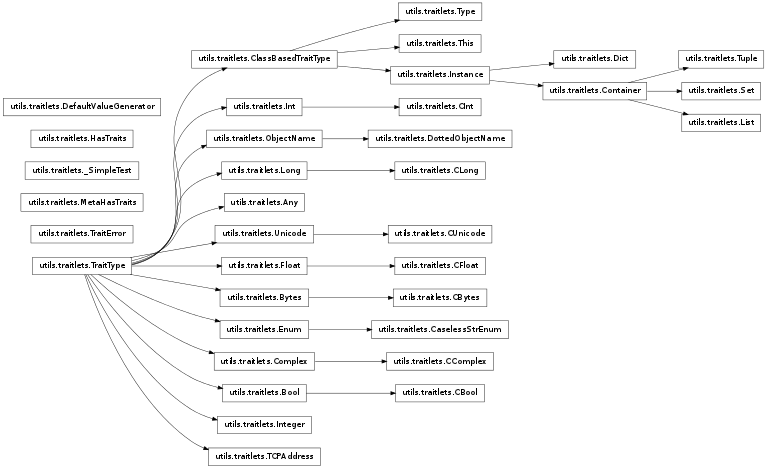 utils.traitlets.Type
utils.traitlets.This
utils.traitlets.ClassBasedTraitType
utils.traitlets.Dict
utils.traitlets.Tuple
utils.traitlets.Instance
utils.traitlets.Container
utils.traitlets.Set
utils.traitlets.DefaultValueGenerator
utils.traitlets.Int
utils.traitlets.CInt
utils.traitlets.List
utils.traitlets.HasTraits
utils.traitlets.ObjectName
utils.traitlets.DottedObjectName
utils.traitlets._SimpleTest
utils.traitlets.Long
utils.traitlets.CLong
utils.traitlets.MetaHasTraits
utils.traitlets.Any
utils.traitlets.TraitError
utils.traitlets.Unicode
utils.traitlets.CUnicode
utils.traitlets.TraitType
utils.traitlets.Float
utils.traitlets.CFloat
utils.traitlets.Bytes
utils.traitlets.CBytes
utils.traitlets.Enum
utils.traitlets.CaselessStrEnum
utils.traitlets.Complex
utils.traitlets.CComplex
utils.traitlets.Bool
utils.traitlets.CBool
utils.traitlets.Integer
utils.traitlets.TCPAddress